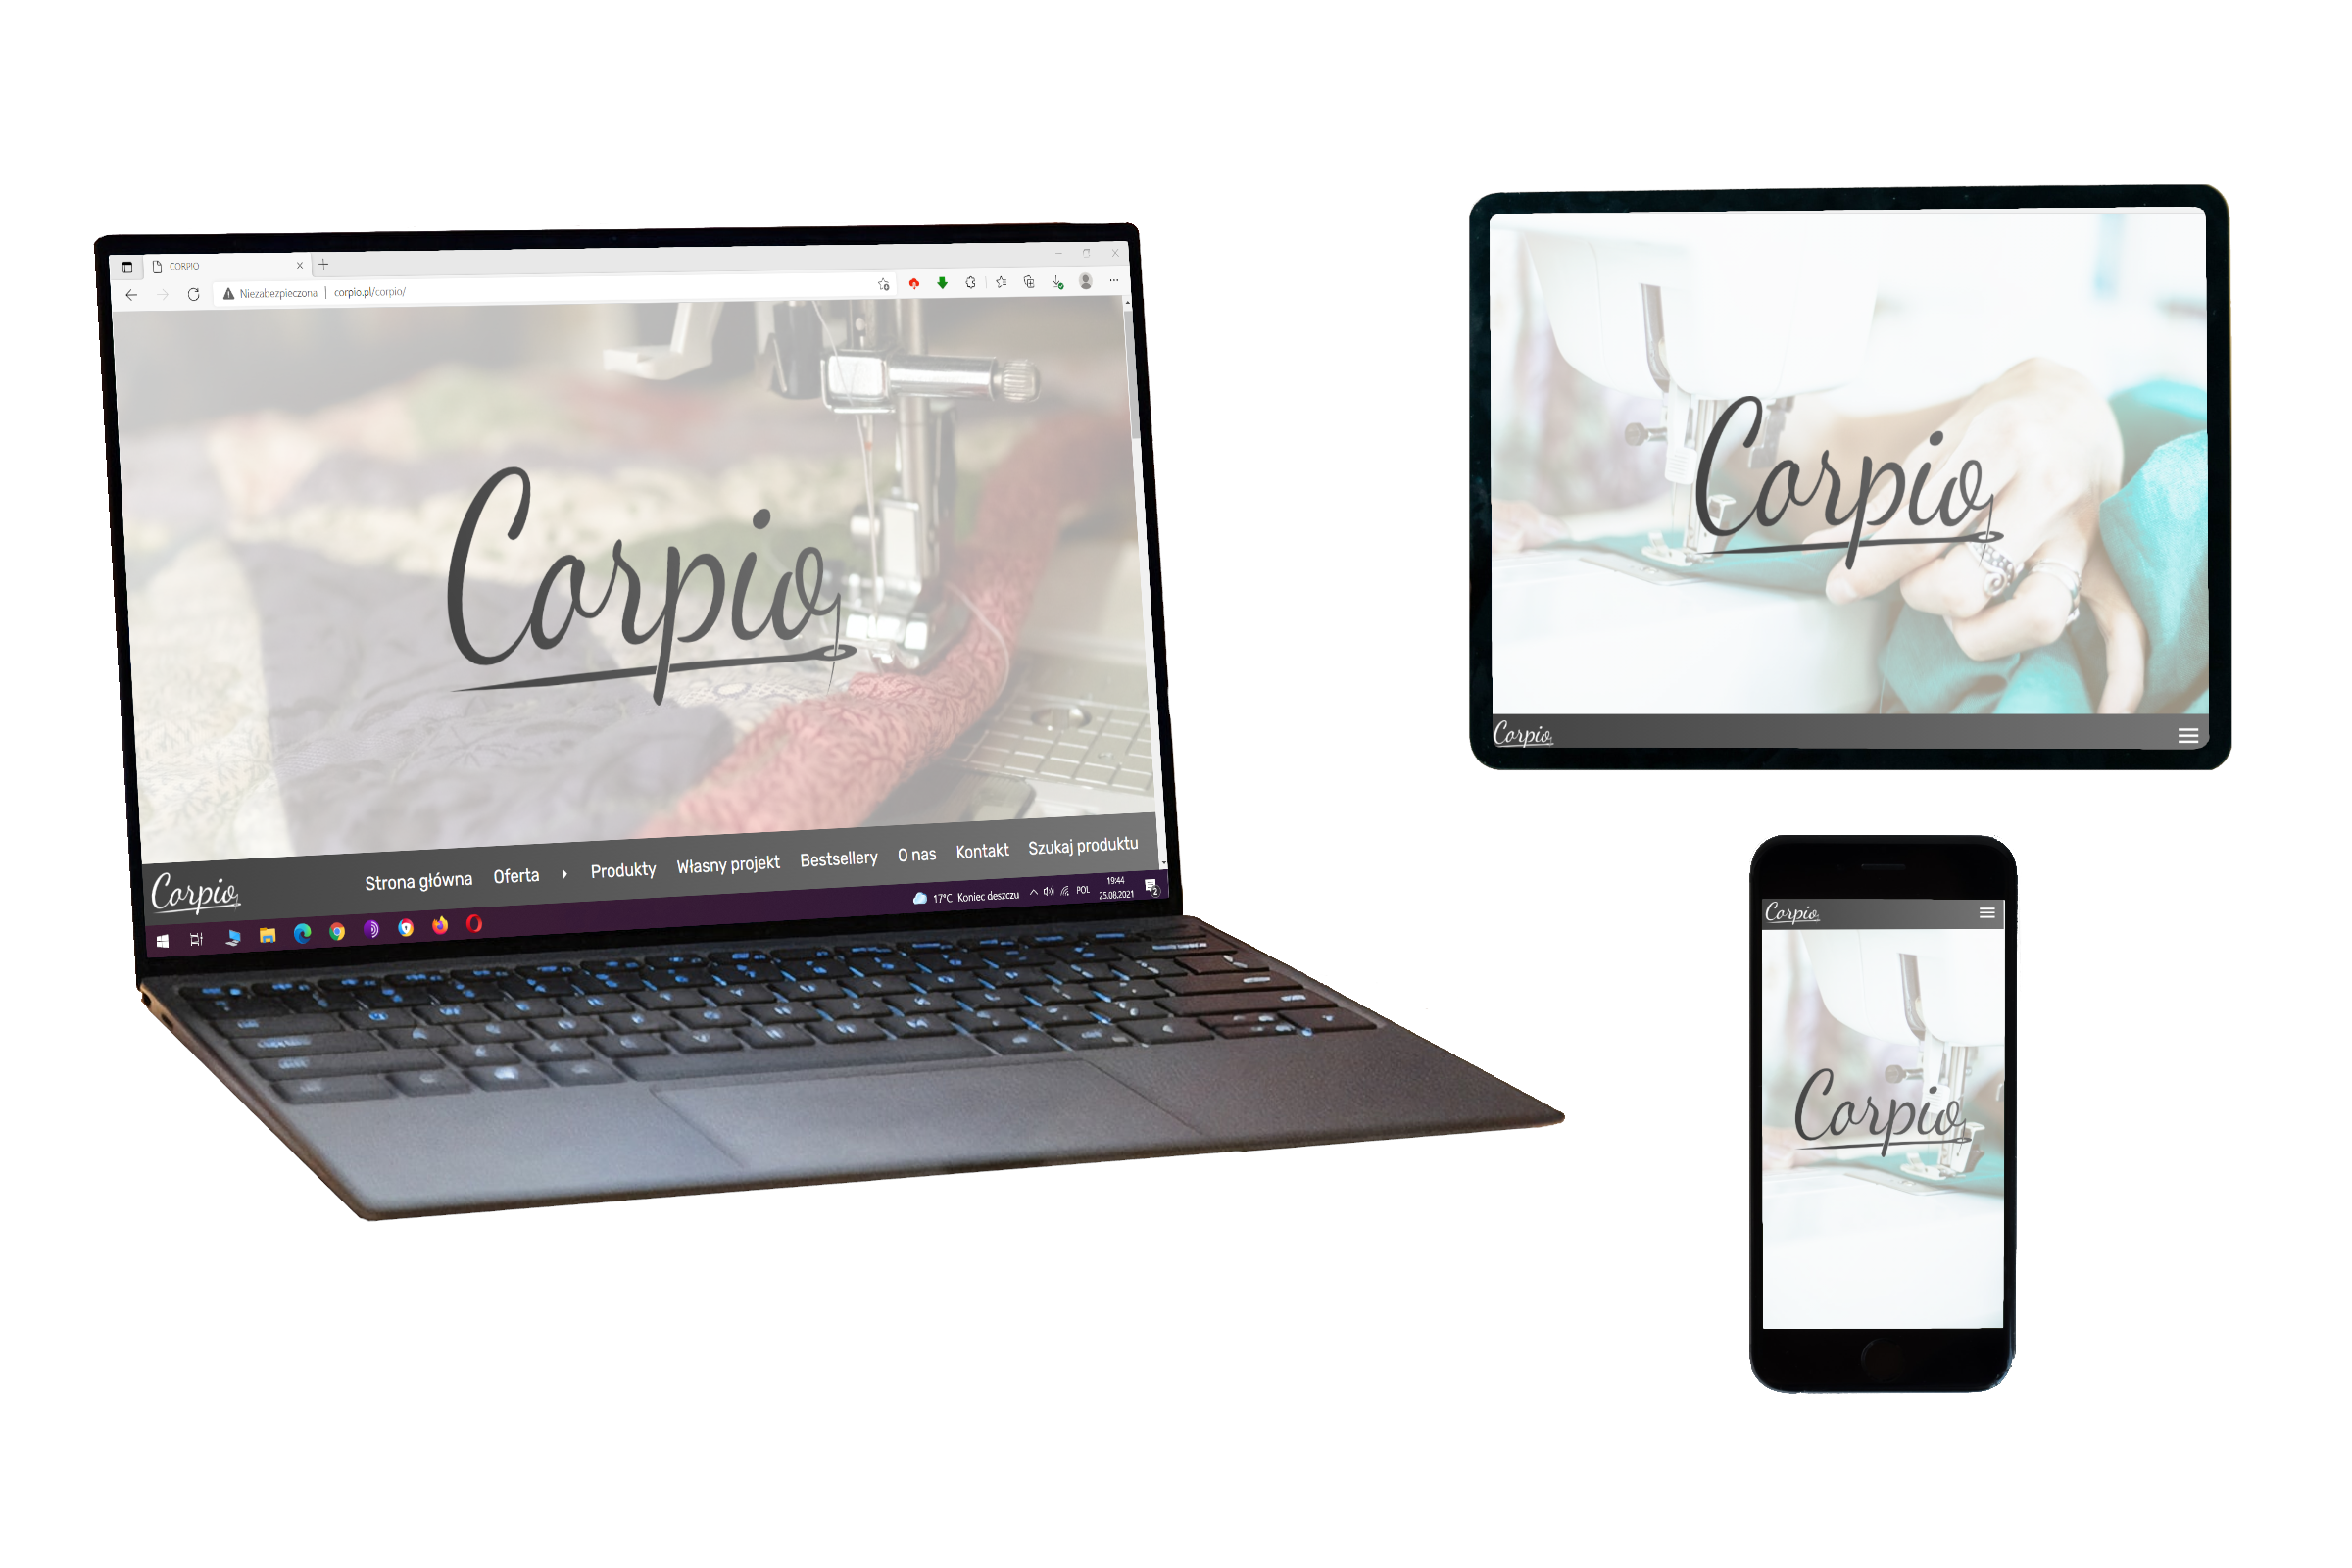 CORPIO
Niezabezpieczona | corpio.pl/corpio/
Corpio
Corpio
Strona główna Oferta Produkty Własny projekt Bestsellery O nas Kontakt Szukaj produktu
17°C Koniec deszczu POL 19:44
25.08.2021 2
Corpio
Corpio
Corpio
Corpio